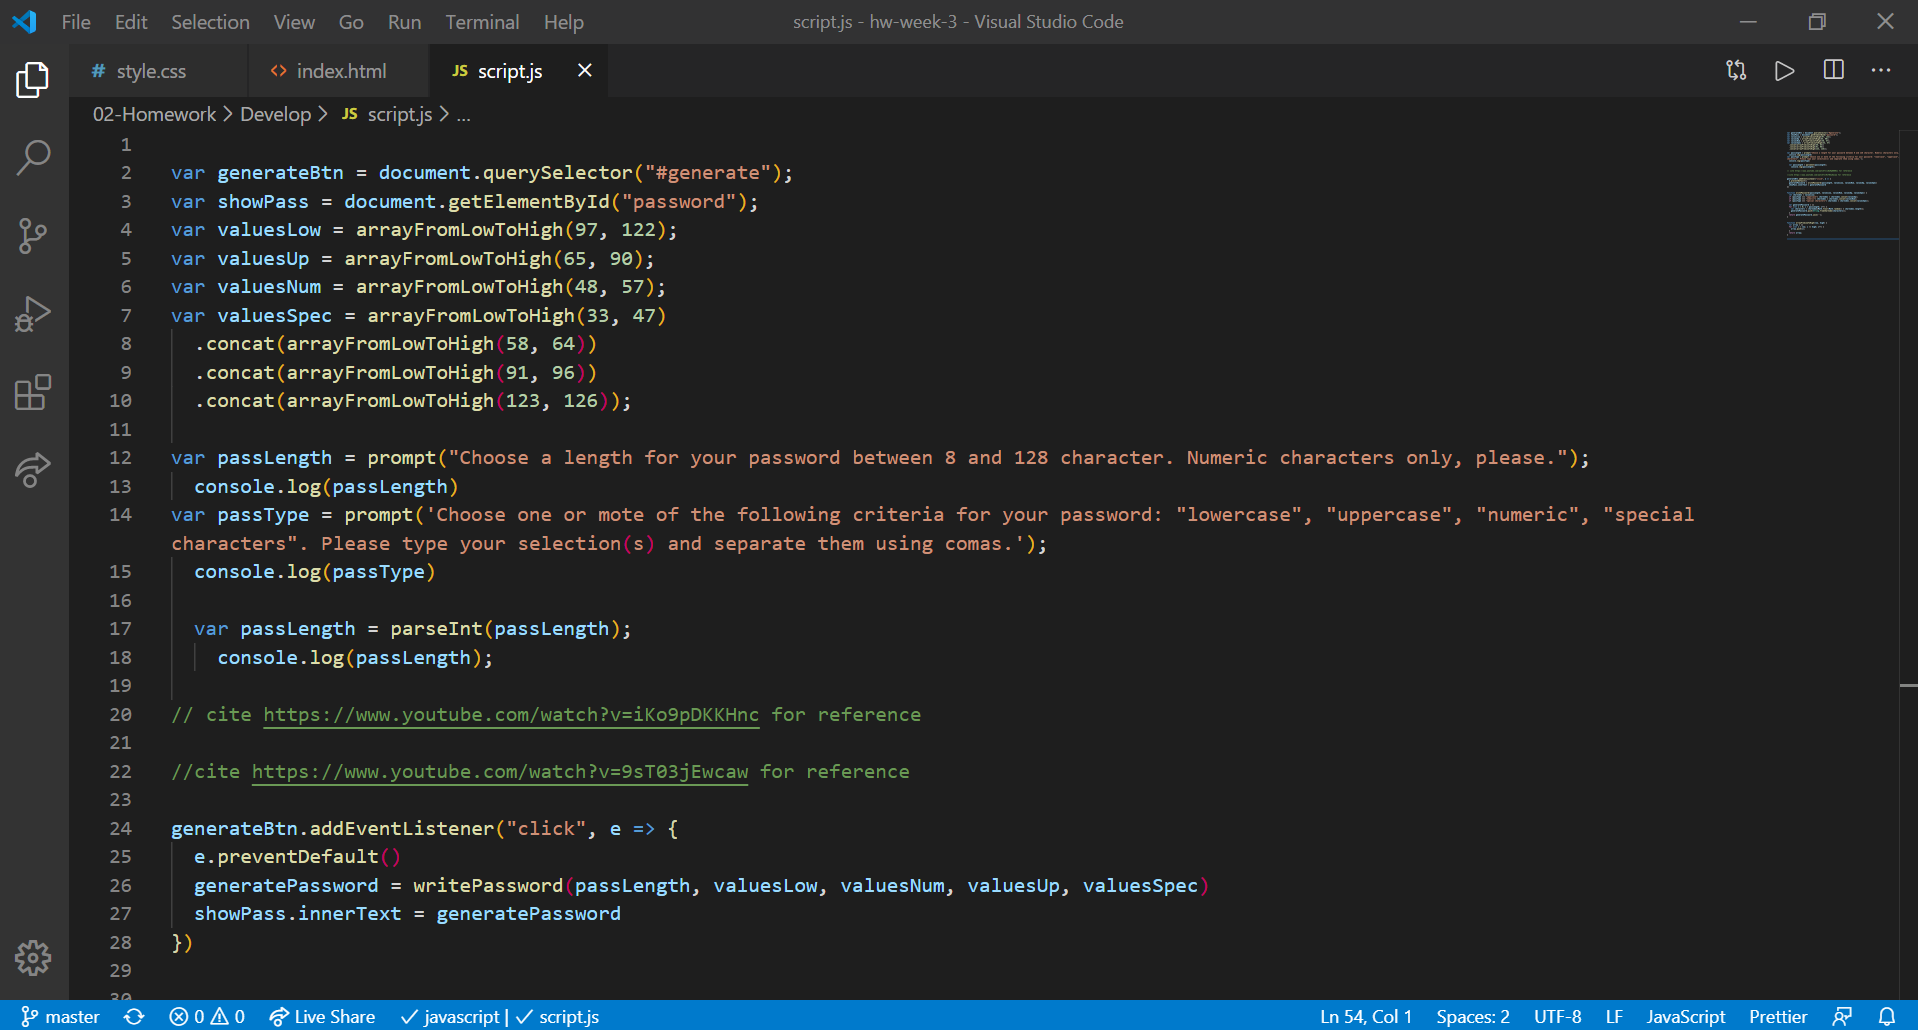 File Edit Selection View Go Run Terminal Help script.js - hw-week-3 - Visual Studio Code
# style.css <> index.html JS script.js ×
02-Homework > Develop > JS script.js > ...
1
2 var generateBtn = document.querySelector("#generate");
3 var showPass = document.getElementById("password");
4 var valuesLow = arrayFromLowToHigh(97, 122);
5 var valuesUp = arrayFromLowToHigh(65, 90);
6 var valuesNum = arrayFromLowToHigh(48, 57);
7 var valuesSpec = arrayFromLowToHigh(33, 47)
8 .concat(arrayFromLowToHigh(58, 64))
9 .concat(arrayFromLowToHigh(91, 96))
10 .concat(arrayFromLowToHigh(123, 126));
11
12 var passLength = prompt("Choose a length for your password between 8 and 128 character. Numeric characters only, please.");
13 console.log(passLength)
14 var passType = prompt('Choose one or mote of the following criteria for your password: "lowercase", "uppercase", "numeric", "special
characters". Please type your selection(s) and separate them using comas.');
15 console.log(passType)
16
17 var passLength = parseInt(passLength);
18 console.log(passLength);
19
20 // cite https://www.youtube.com/watch?v=iKo9pDKKHnc for reference
21
22 //cite https://www.youtube.com/watch?v=9sT03jEwcaw for reference
23
24 generateBtn.addEventListener("click", e => {
25 e.preventDefault()
26 generatePassword = writePassword(passLength, valuesLow, valuesNum, valuesUp, valuesSpec)
27 showPass.innerText = generatePassword
28 })
29
30
master 0 0 Live Share ✓ javascript | ✓ script.js Ln 54, Col 1 Spaces: 2 UTF-8 LF JavaScript Prettier